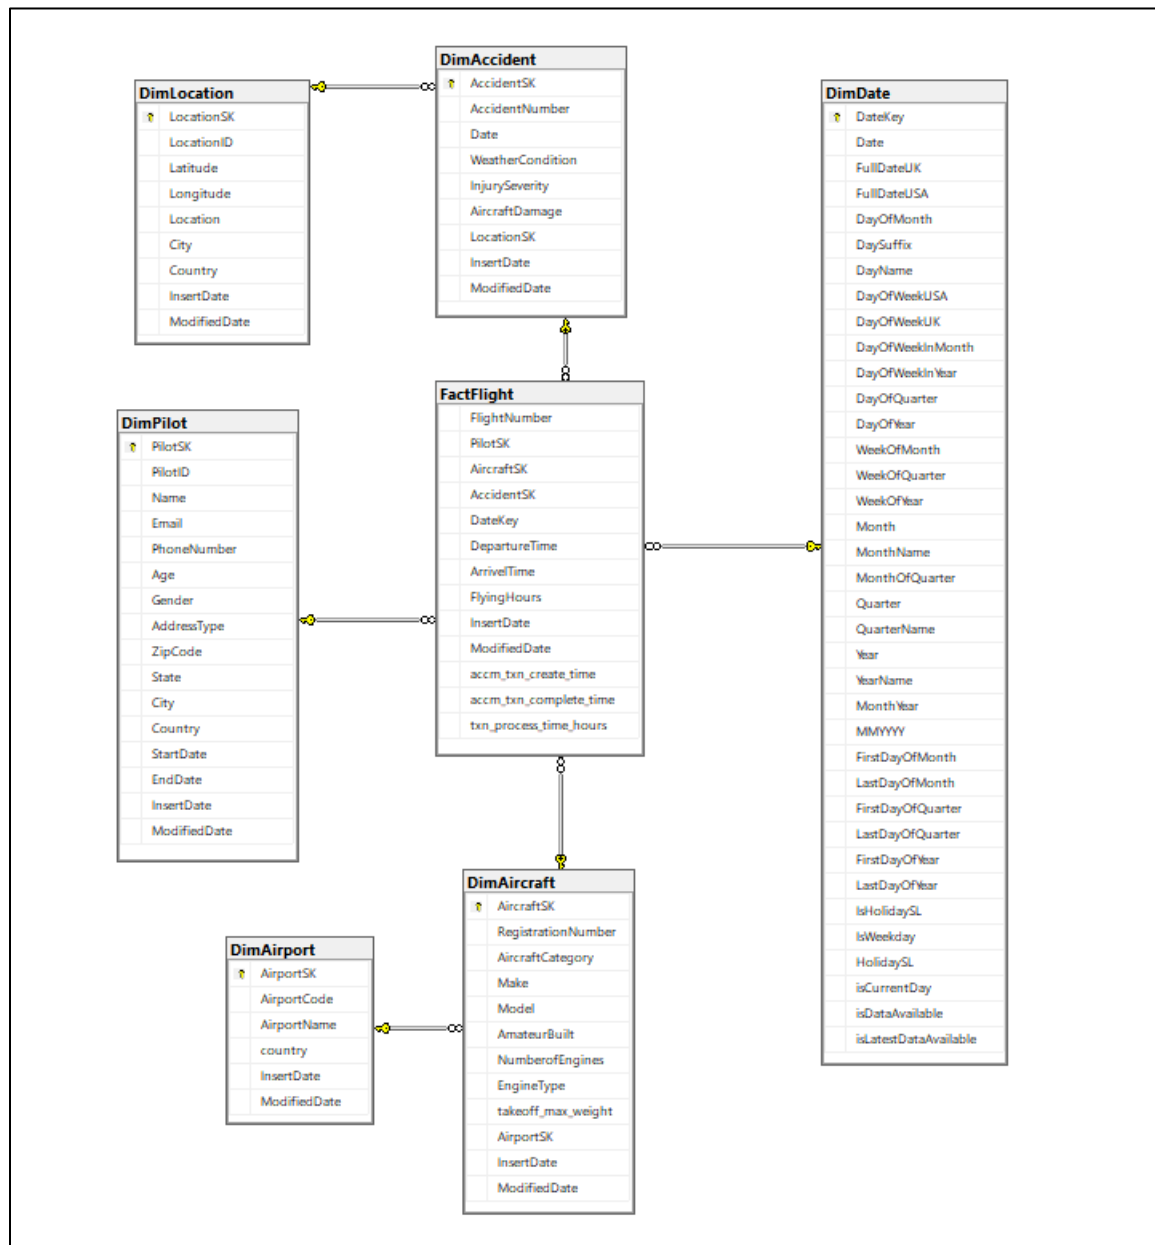 DimLocation
LocationSK
LocationID
Latitude
Longitude
Location
City
Country
InsertDate
ModifiedDate
DimAccident
AccidentSK
AccidentNumber
Date
WeatherCondition
InjurySeverity
AircraftDamage
LocationSK
InsertDate
ModifiedDate
DimDate
DateKey
Date
FullDateUK
FullDateUSA
DayOfMonth
DaySuffix
DayName
DayOfWeekUSA
DayOfWeekUK
DayOfWeekInMonth
DayOfWeekInYear
DayOfQuarter
DayOfYear
WeekOfMonth
WeekOfQuarter
WeekOfYear
Month
MonthName
MonthOfQuarter
Quarter
QuarterName
Year
YearName
MonthYear
MMYYYY
FirstDayOfMonth
LastDayOfMonth
FirstDayOfQuarter
LastDayOfQuarter
FirstDayOfYear
LastDayOfYear
IsHolidaySL
IsWeekday
HolidaySL
isCurrentDay
isDataAvailable
isLatestDataAvailable
DimPilot
PilotSK
PilotID
Name
Email
PhoneNumber
Age
Gender
AddressType
ZipCode
State
City
Country
StartDate
EndDate
InsertDate
ModifiedDate
FactFlight
FlightNumber
PilotSK
AircraftSK
AccidentSK
DateKey
DepartureTime
ArrivelTime
FlyingHours
InsertDate
ModifiedDate
accm_txn_create_time
accm_txn_complete_time
txn_process_time_hours
DimAirport
AirportSK
AirportCode
AirportName
country
InsertDate
ModifiedDate
DimAircraft
AircraftSK
RegistrationNumber
AircraftCategory
Make
Model
AmateurBuilt
NumberofEngines
EngineType
takeoff_max_weight
AirportSK
InsertDate
ModifiedDate